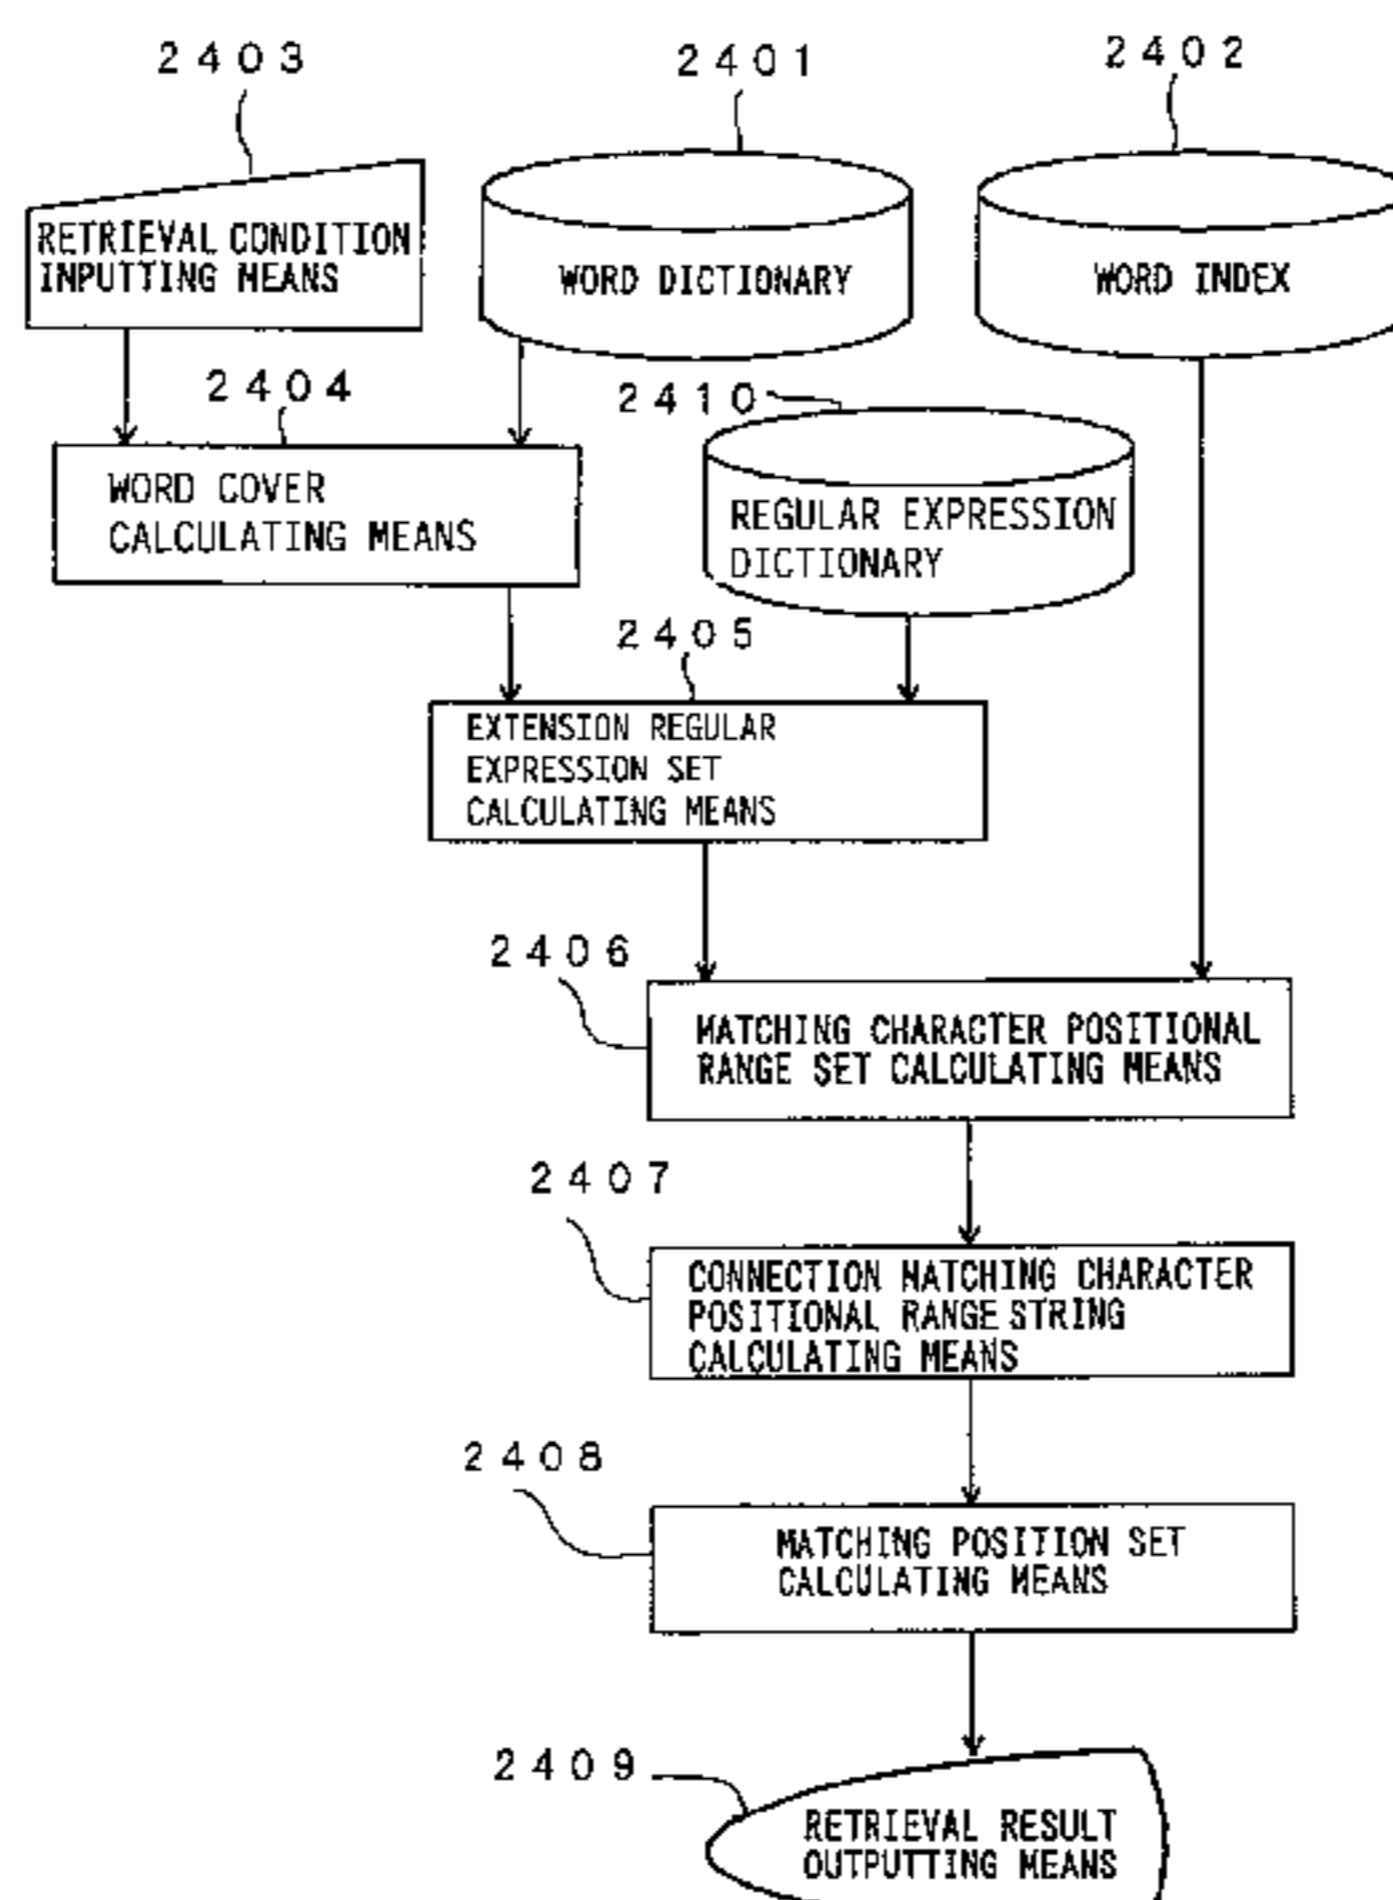 2403
2401
2402
RETRIEVAL CONDITION
INPUTTING MEANS
WORD DICTIONARY
WORD INDEX
2404
2410
WORD COVER
CALCULATING MEANS
REGULAR EXPRESSION
DICTIONARY
2405
EXTENSION REGULAR
EXPRESSION SET
CALCULATING MEANS
2406
MATCHING CHARACTER POSITIONAL
RANGE SET CALCULATING MEANS
2407
CONNECTION MATCHING CHARACTER
POSITIONAL RANGE STRING
CALCULATING MEANS
2408
MATCHING POSITION SET
CALCULATING MEANS
2409
RETRIEVAL RESULT
OUTPUTTING MEANS